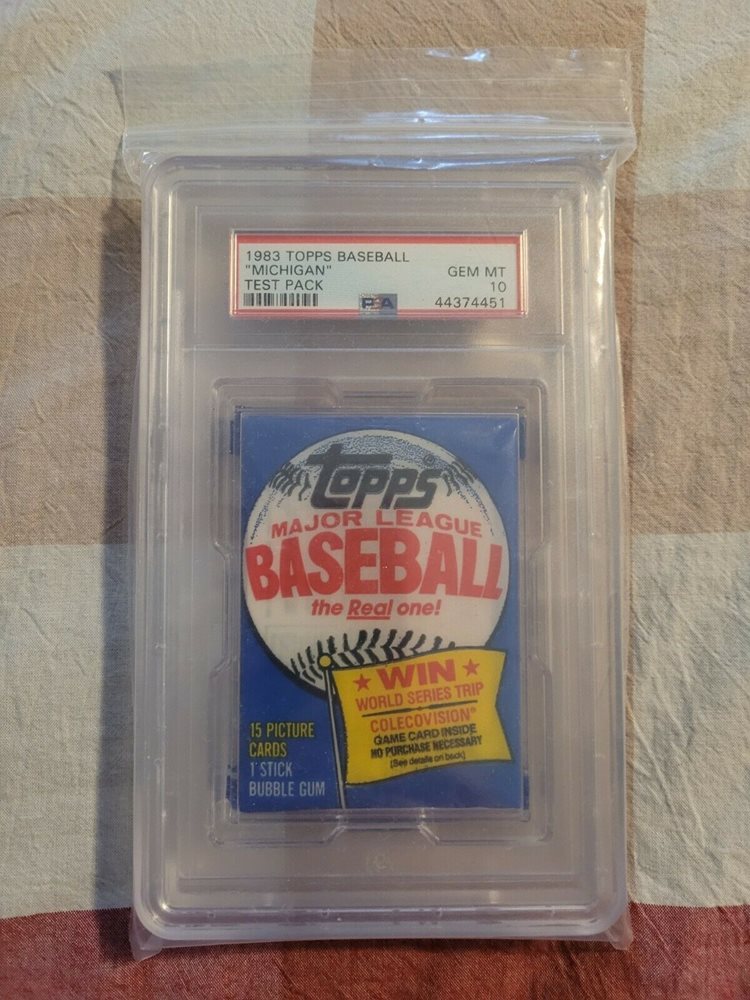 1983 TOPPS BASEBALL
"MICHIGAN" GEM MT
TEST PACK 10
PSA 44374451
TOPPS®
MAJOR LEAGUE
BASEBALL
the Real one!
WIN
WORLD SERIES TRIP
COLECOVISION®
GAME CARD INSIDE
NO PURCHASE NECESSARY
(See details on back)
15 PICTURE
CARDS
1 STICK
BUBBLE GUM